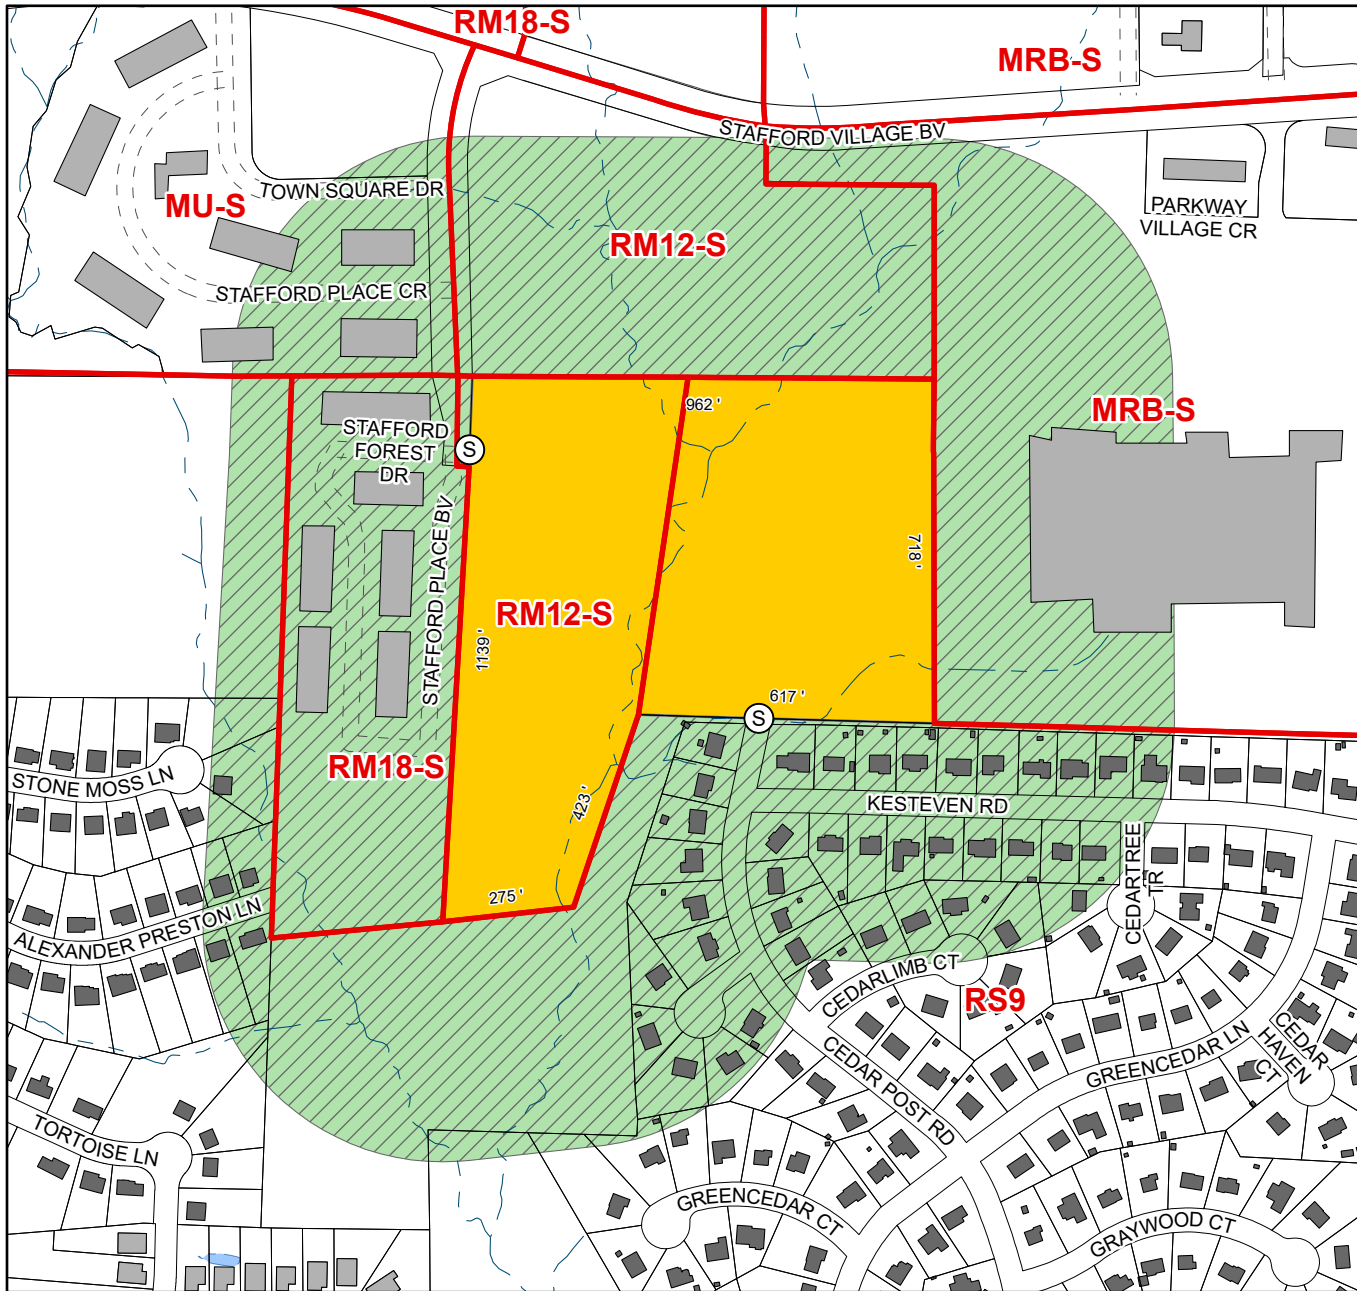 RM18-S
MRB-S
STAFFORD VILLAGE BV
TOWN SQUARE DR
MU-S
PARKWAY
VILLAGE CR
RM12-S
STAFFORD PLACE CR
962 '
MRB-S
STAFFORD
FOREST
DR
S
STAFFORD PLACE BV
718 '
RM12-S
1139 '
617 '
S
RM18-S
STONE MOSS LN
423 '
KESTEVEN RD
CEDARTREE
TR
275 '
ALEXANDER PRESTON LN
CEDARLIMB CT
RS9
CEDAR POST RD
GREENCEDAR LN
CEDAR
HAVEN
CT
TORTOISE LN
GREENCEDAR CT
GRAYWOOD CT